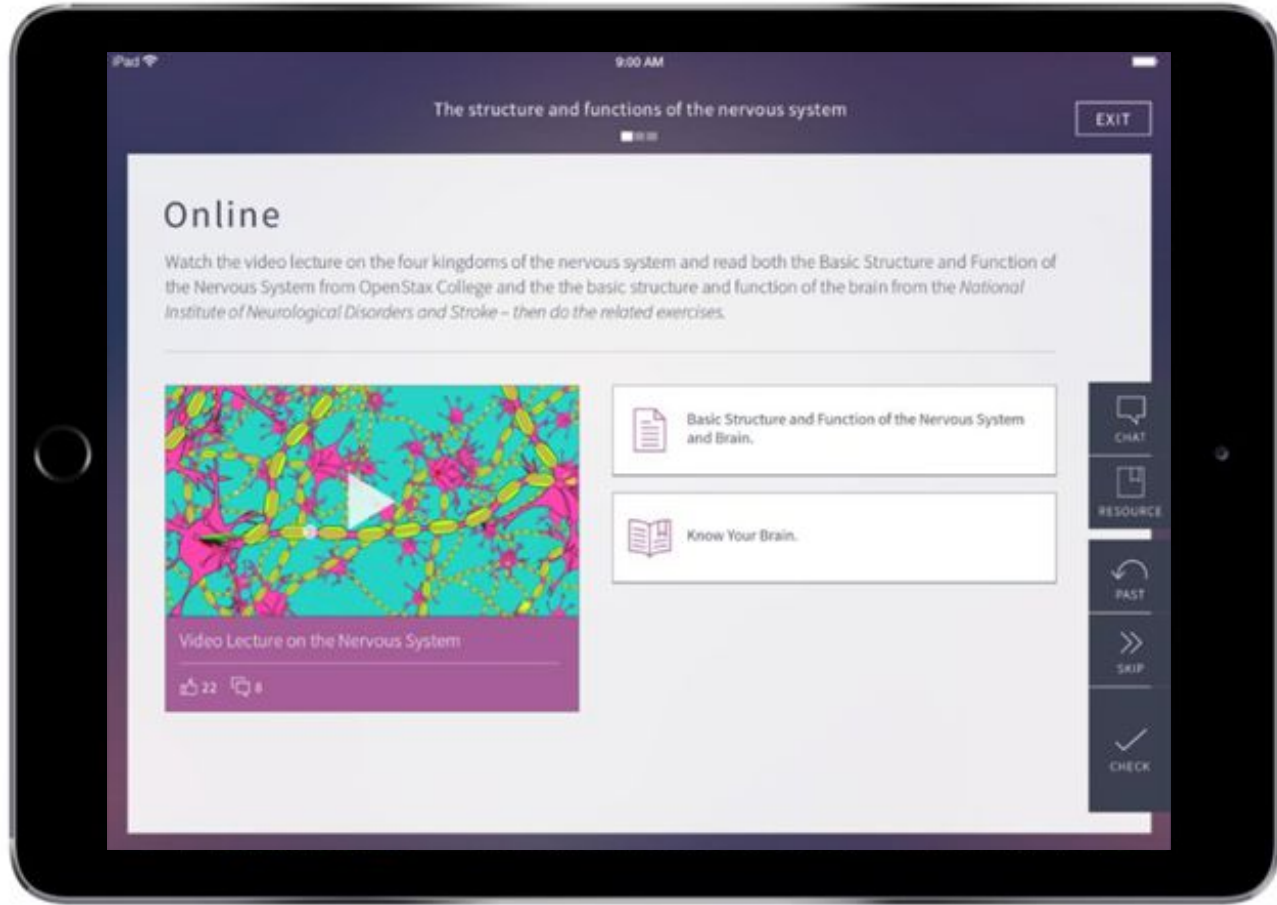 iPad
9:00 AM
The structure and functions of the nervous system
EXIT
Online
Watch the video lecture on the four kingdoms of the nervous system and read both the Basic Structure and Function of
the Nervous System from OpenStax College and the the basic structure and function of the brain from the National
Institute of Neurological Disorders and Stroke – then do the related exercises.
Basic Structure and Function of the Nervous System
and Brain.
Know Your Brain.
Video Lecture on the Nervous System
22 8
CHAT
RESOURCE
PAST
SKIP
CHECK